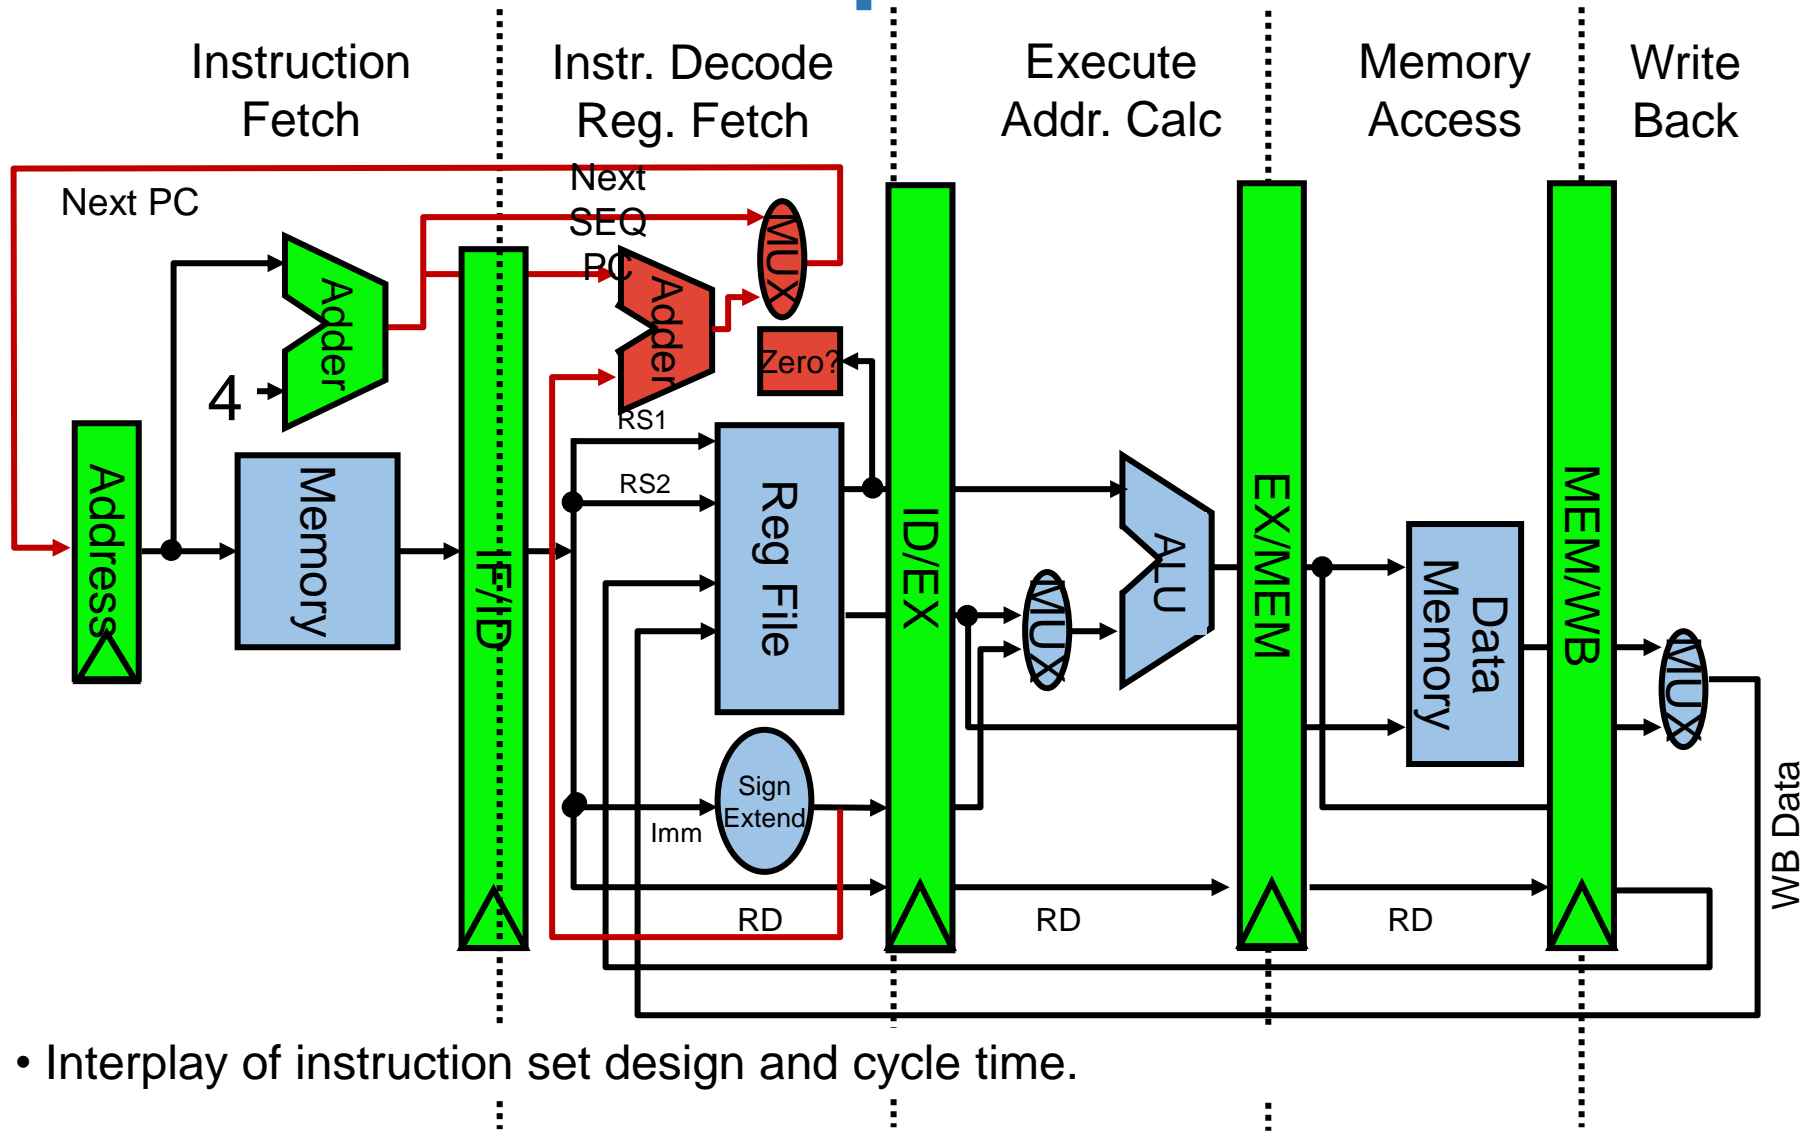 Instruction
Fetch
Instr. Decode
Reg. Fetch
Execute
Addr. Calc
Memory
Access
Write
Back
Next PC
Next
SEQ
PC
MUX
Adder
Adder
Zero?
4
RS1
Address
Memory
IF/ID
RS2
Reg File
ID/EX
MUX
ALU
EX/MEM
Data
Memory
MEM/WB
MUX
Sign
Extend
Imm
WB Data
RD
RD
RD
• Interplay of instruction set design and cycle time.